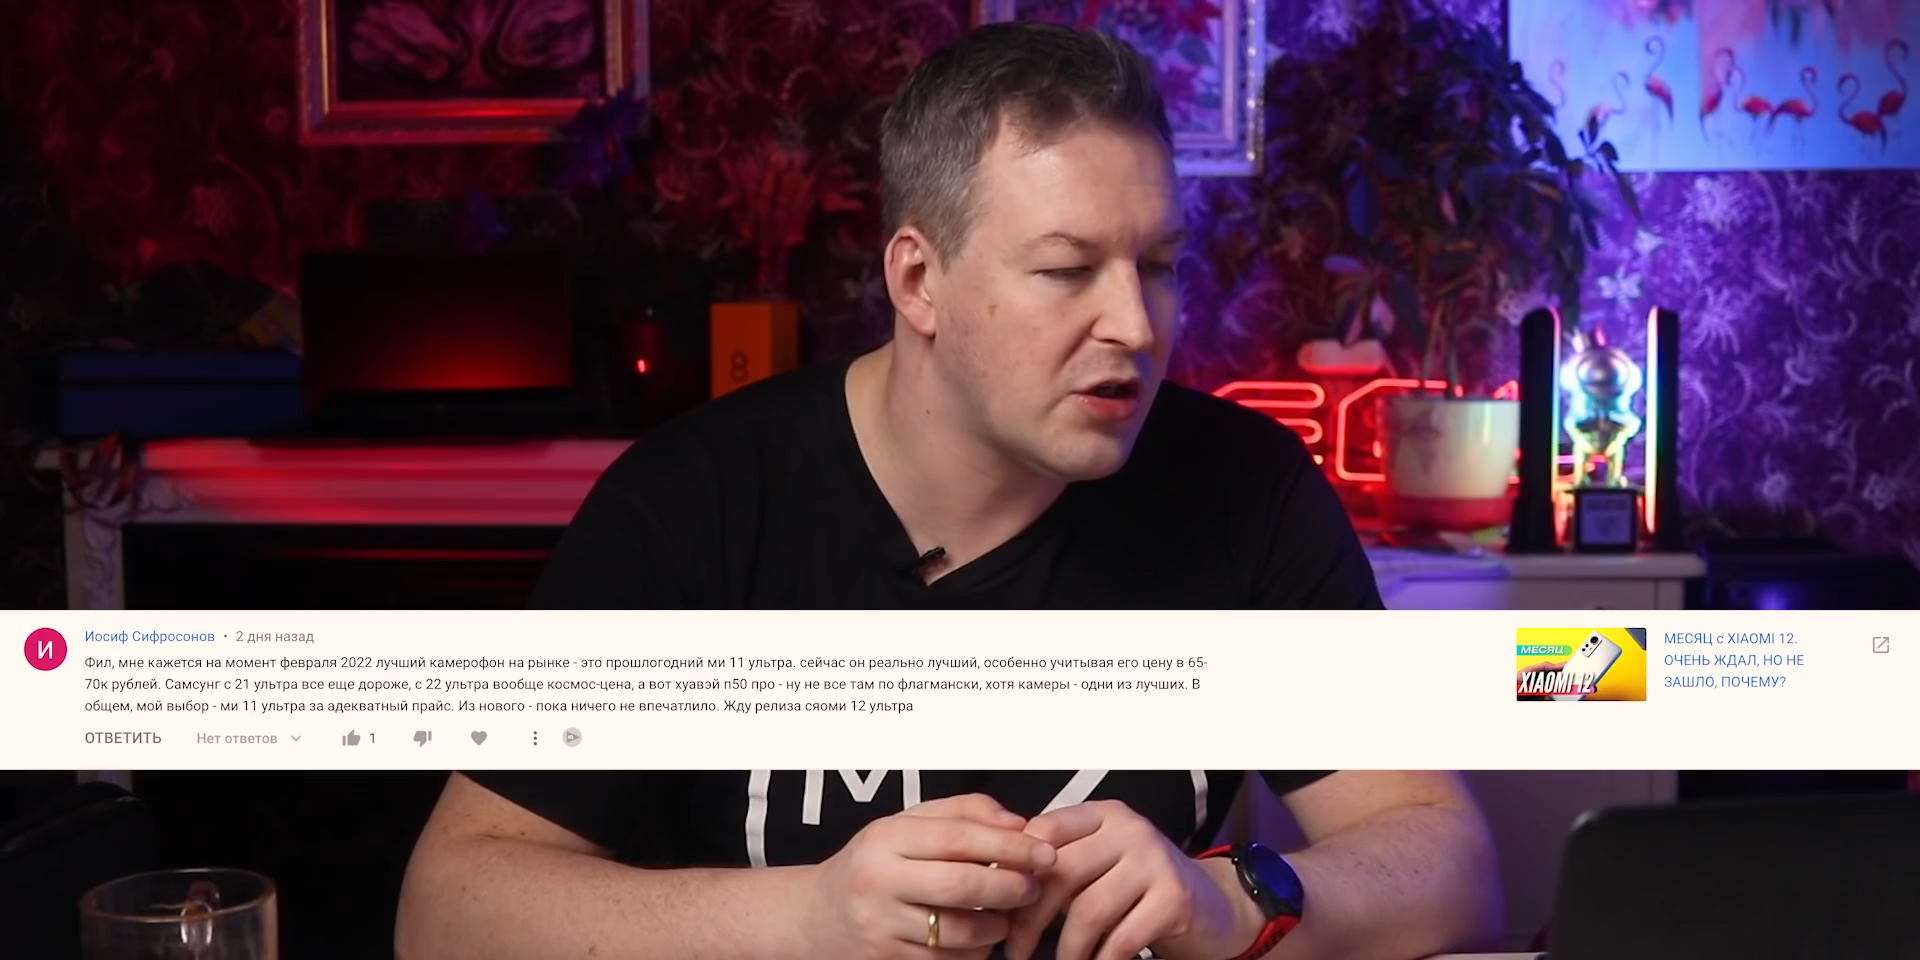 8
И
Иосиф Сифросонов • 2 дня назад
Фил, мне кажется на момент февраля 2022 лучший камерофон на рынке - это прошлогодний ми 11 ультра. сейчас он реально лучший, особенно учитывая его цену в 65-
70к рублей. Самсунг с 21 ультра все еще дороже, с 22 ультра вообще космос-цена, а вот хуавэй п50 про - ну не все там по флагмански, хотя камеры - одни из лучших. В
общем, мой выбор - ми 11 ультра за адекватный прайс. Из нового - пока ничего не впечатлило. Жду релиза сяоми 12 ультра
ОТВЕТИТЬ Нет ответов 1
МЕСЯЦ
XIAOMI 12
МЕСЯЦ с XIAOMI 12.
ОЧЕНЬ ЖДАЛ, НО НЕ
ЗАШЛО, ПОЧЕМУ?